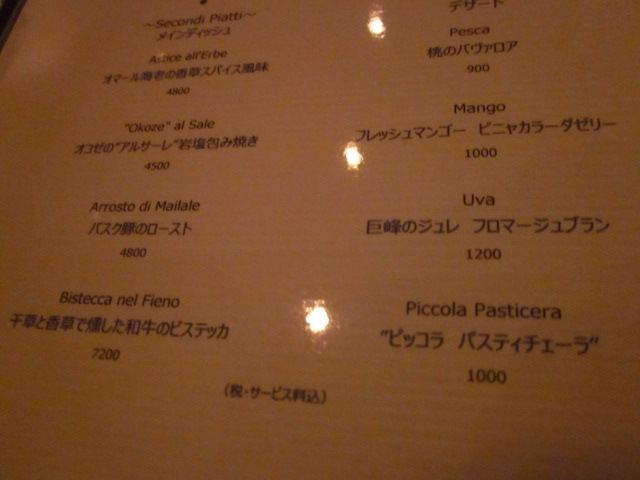 ~Secondi Piatti~
メインディッシュ
Astice all'Erbe
オマール海老の香草スパイス風味
4800
"Okoze" al Sale
オコゼの"アルサーレ"岩塩包み焼き
4500
Arrosto di Mailale
バスク豚のロースト
4800
Bistecca nel Fieno
干草と香草で燻した和牛のビステッカ
7200
デザート
Pesca
桃のババロア
900
Mango
フレッシュマンゴー ピニャカラーダゼリー
1000
Uva
巨峰のジュレ フロマージュブラン
1200
Piccola Pasticera
"ピッコラ パスティチェーラ"
1000
(税・サービス料込)